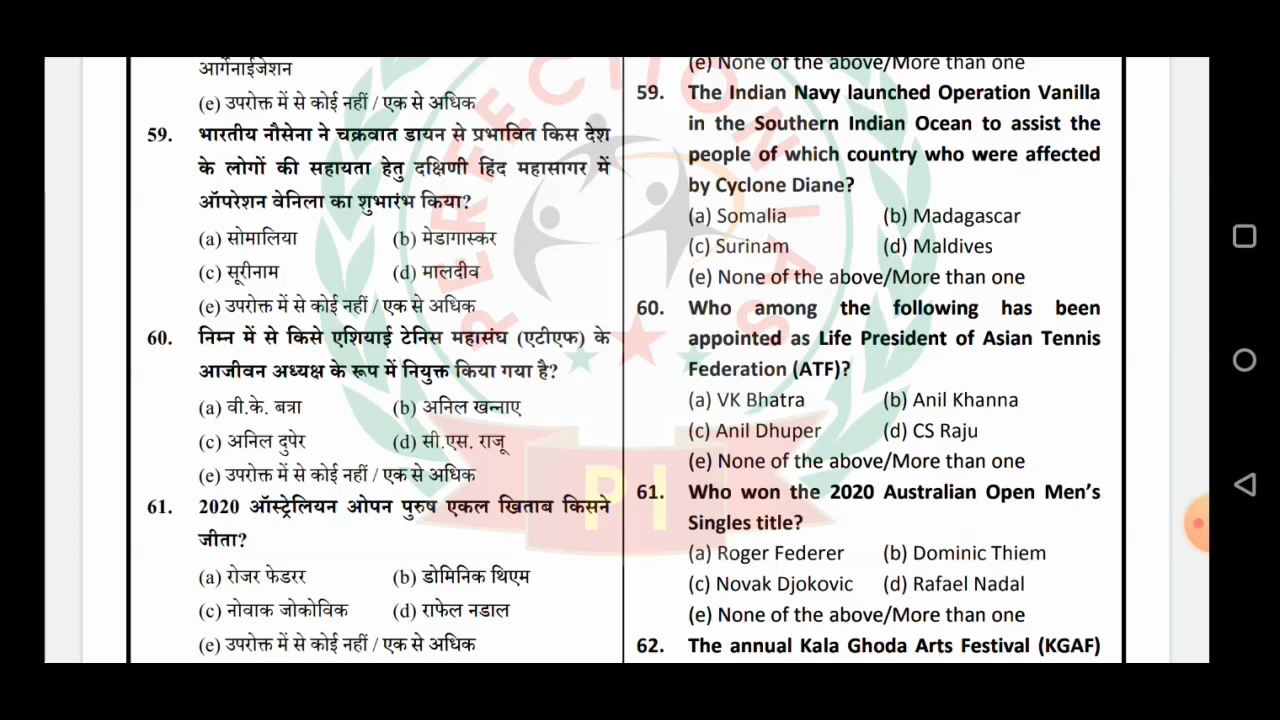 आर्गेनाईजेशन
(e) उपरोक्त में से कोई नहीं / एक से अधिक
59. भारतीय नौसेना ने चक्रवात डायन से प्रभावित किस देश
के लोगों की सहायता हेतु दक्षिणी हिंद महासागर में
ऑपरेशन वेनिला का शुभारंभ किया?
(a) सोमालिया (b) मेडागास्कर
(c) सूरीनाम (d) मालदीव
(e) उपरोक्त में से कोई नहीं / एक से अधिक
60. निम्न में से किसे एशियाई टेनिस महासंघ (एटीएफ) के
आजीवन अध्यक्ष के रूप में नियुक्त किया गया है?
(a) वी.के. बत्रा (b) अनिल खन्नाए
(c) अनिल दुपेर (d) सी.एस. राजू
(e) उपरोक्त में से कोई नहीं / एक से अधिक
61. 2020 ऑस्ट्रेलियन ओपन पुरुष एकल खिताब किसने
जीता?
(a) रोजर फेडरर (b) डोमिनिक थिएम
(c) नोवाक जोकोविक (d) राफेल नडाल
(e) उपरोक्त में से कोई नहीं / एक से अधिक
(e) None of the above/More than one
59. The Indian Navy launched Operation Vanilla
in the Southern Indian Ocean to assist the
people of which country who were affected
by Cyclone Diane?
(a) Somalia (b) Madagascar
(c) Surinam (d) Maldives
(e) None of the above/More than one
60. Who among the following has been
appointed as Life President of Asian Tennis
Federation (ATF)?
(a) VK Bhatra (b) Anil Khanna
(c) Anil Dhuper (d) CS Raju
(e) None of the above/More than one
61. Who won the 2020 Australian Open Men's
Singles title?
(a) Roger Federer (b) Dominic Thiem
(c) Novak Djokovic (d) Rafael Nadal
(e) None of the above/More than one
62. The annual Kala Ghoda Arts Festival (KGAF)
PERFECTION IAS
PI